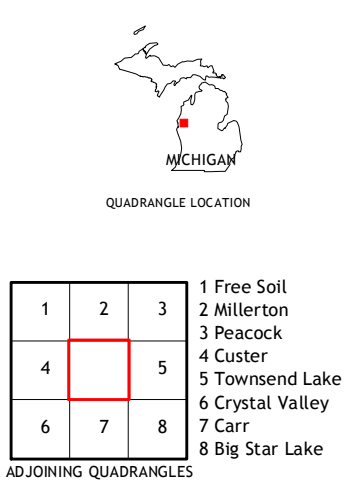 MICHIGAN
QUADRANGLE LOCATION
1 2 3
4 5
6 7 8
1 Free Soil
2 Millerton
3 Peacock
4 Custer
5 Townsend Lake
6 Crystal Valley
7 Carr
8 Big Star Lake
ADJOINING QUADRANGLES